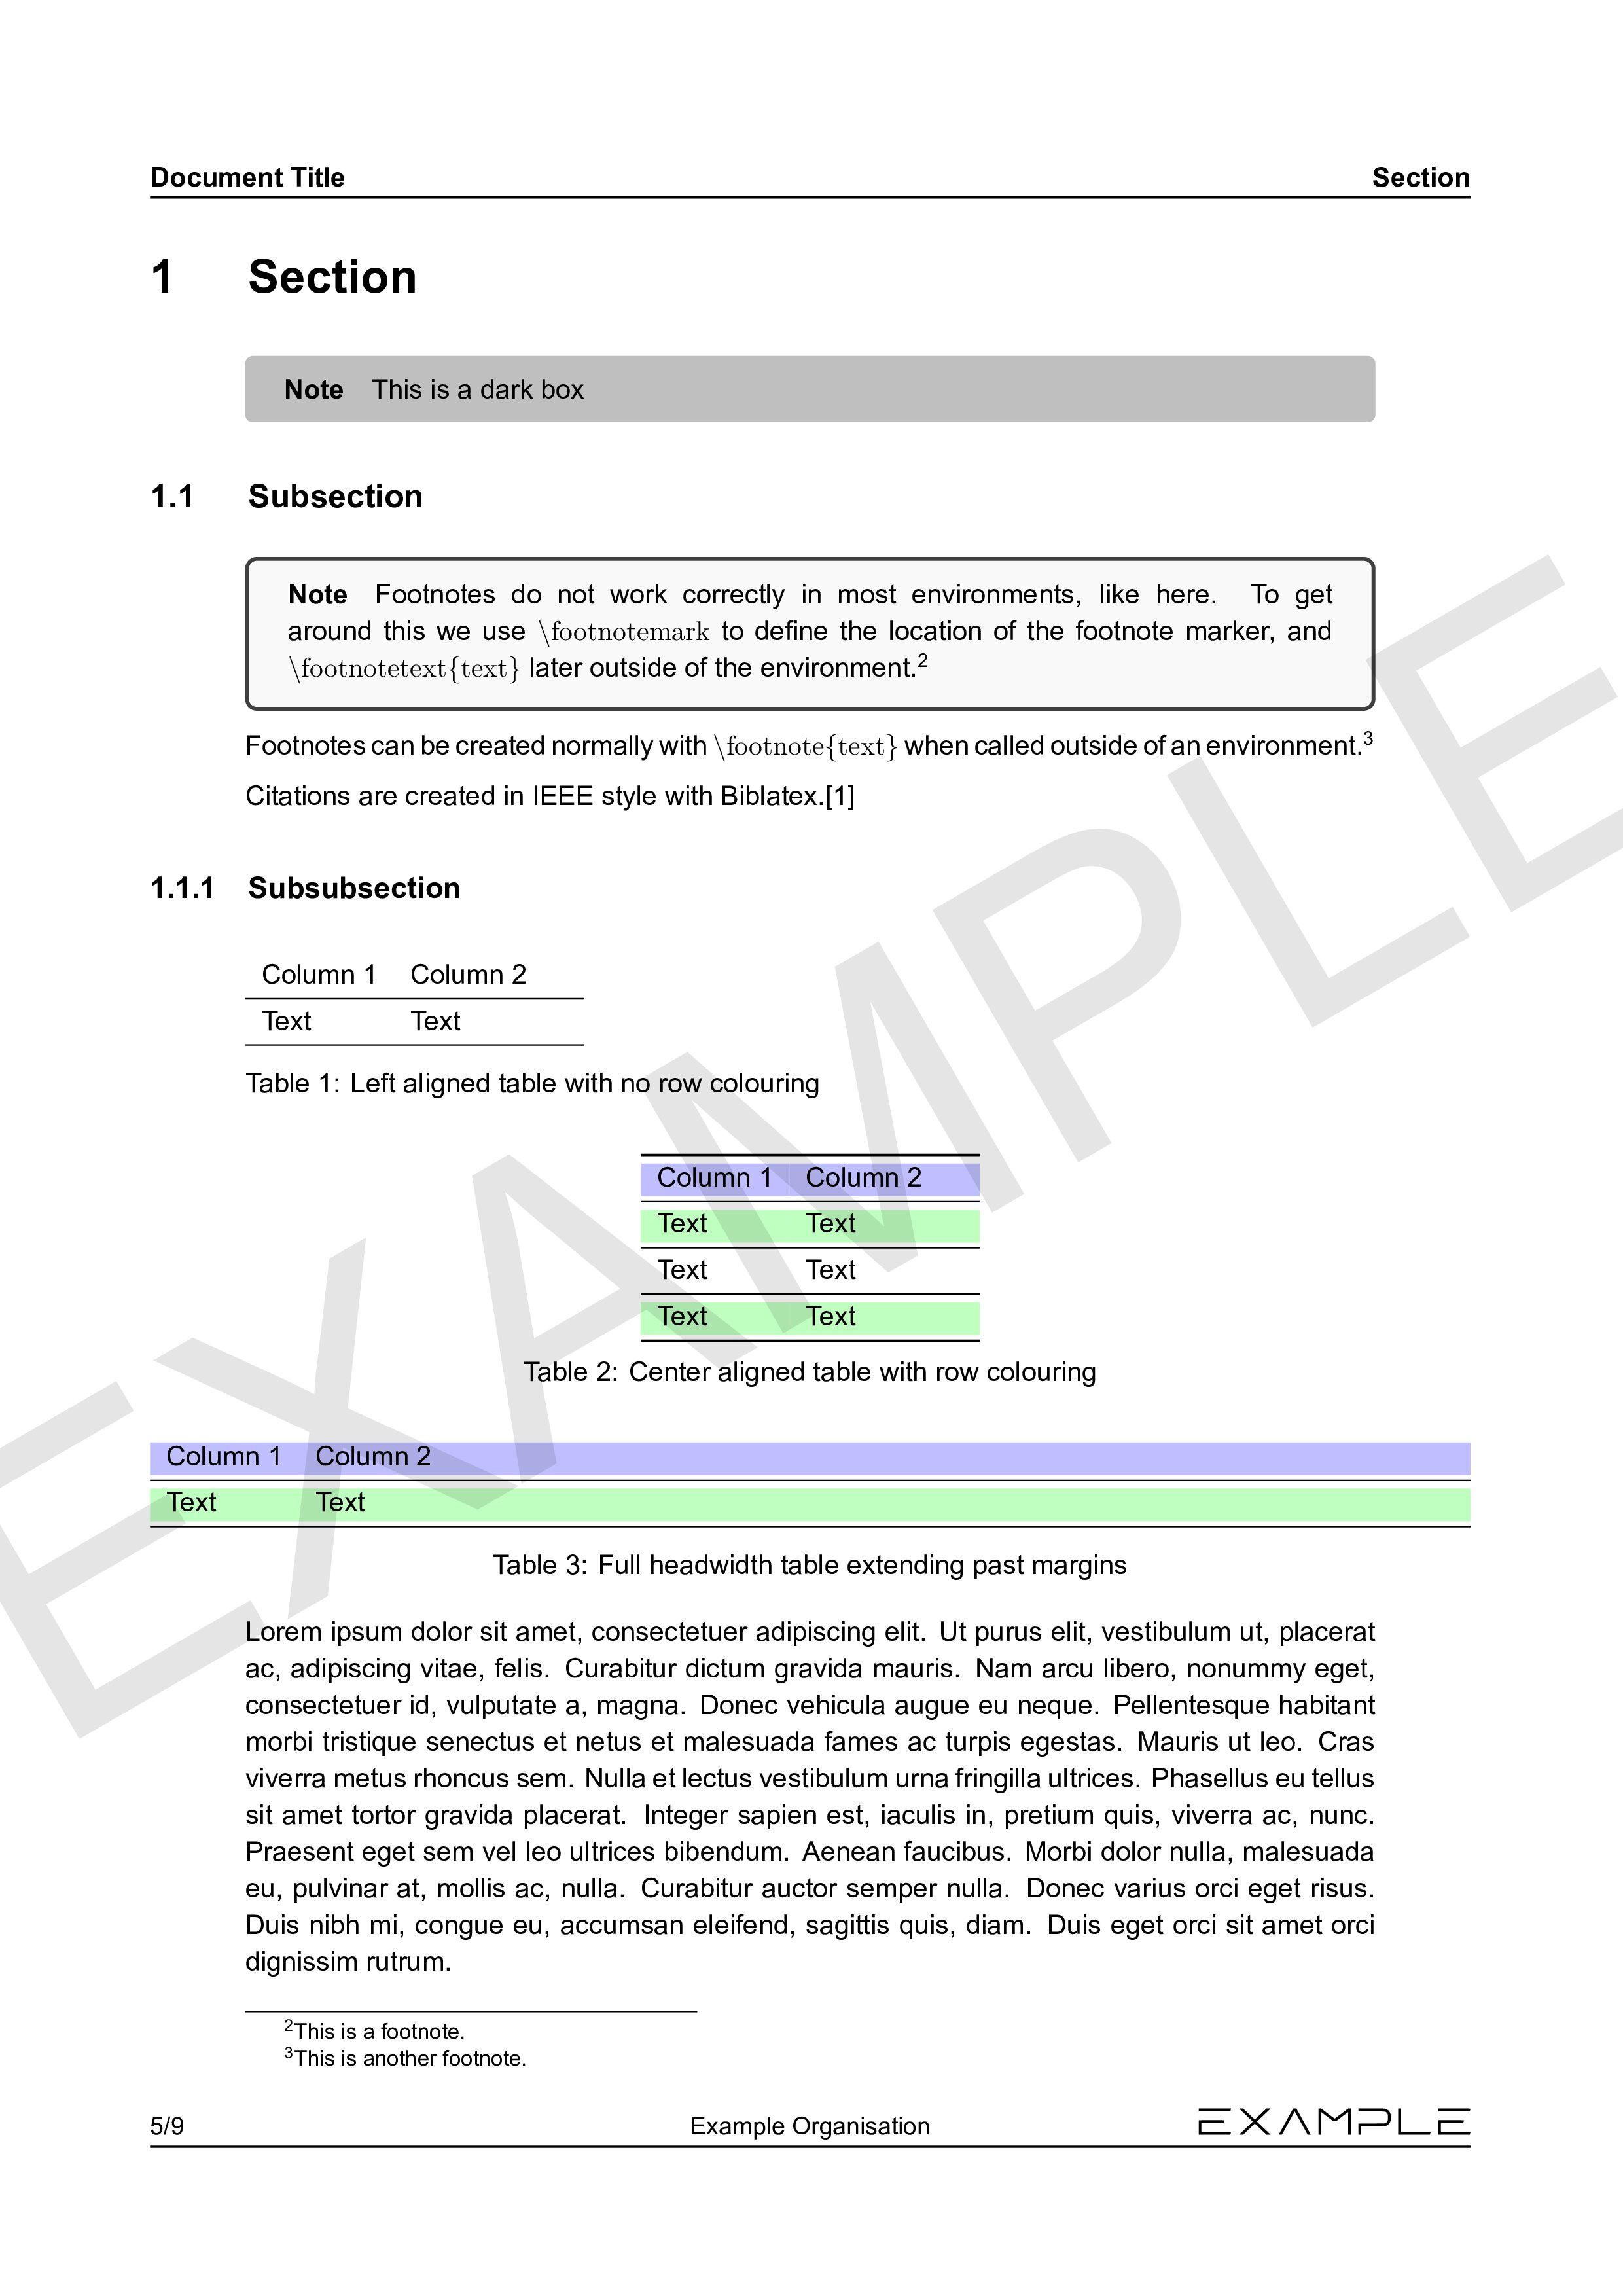 Document Title Section
1 Section
Note This is a dark box
1.1 Subsection
Note Footnotes do not work correctly in most environments, like here. To get
around this we use \footnotemark to define the location of the footnote marker, and
\footnotetext{text} later outside of the environment.2
Footnotes can be created normally with \footnote{text} when called outside of an environment.3
Citations are created in IEEE style with Biblatex.[1]
1.1.1 Subsubsection
Column 1 Column 2
Text Text
Table 1: Left aligned table with no row colouring
Column 1 Column 2
Text Text
Text Text
Text Text
Table 2: Center aligned table with row colouring
Column 1 Column 2
Text Text
Table 3: Full headwidth table extending past margins
Lorem ipsum dolor sit amet, consectetuer adipiscing elit. Ut purus elit, vestibulum ut, placerat
ac, adipiscing vitae, felis. Curabitur dictum gravida mauris. Nam arcu libero, nonummy eget,
consectetuer id, vulputate a, magna. Donec vehicula augue eu neque. Pellentesque habitant
morbi tristique senectus et netus et malesuada fames ac turpis egestas. Mauris ut leo. Cras
viverra metus rhoncus sem. Nulla et lectus vestibulum urna fringilla ultrices. Phasellus eu tellus
sit amet tortor gravida placerat. Integer sapien est, iaculis in, pretium quis, viverra ac, nunc.
Praesent eget sem vel leo ultrices bibendum. Aenean faucibus. Morbi dolor nulla, malesuada
eu, pulvinar at, mollis ac, nulla. Curabitur auctor semper nulla. Donec varius orci eget risus.
Duis nibh mi, congue eu, accumsan eleifend, sagittis quis, diam. Duis eget orci sit amet orci
dignissim rutrum.
2This is a footnote.
3This is another footnote.
5/9 Example Organisation EXAMPLE
EXAMPLE